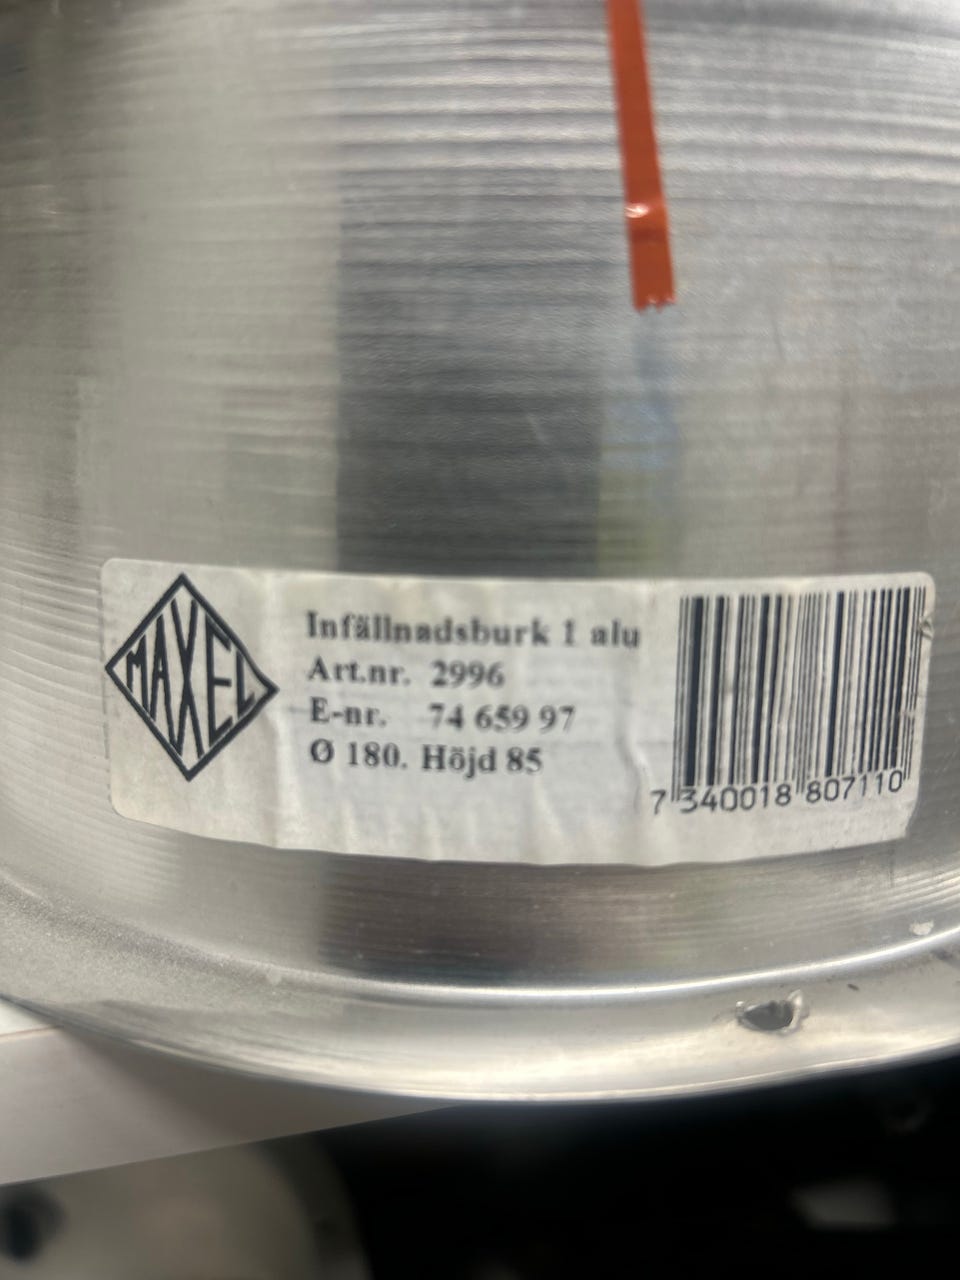 MAXEL
Infällnadsburk 1 alu
Art.nr. 2996
E-nr. 74 659 97
Ø 180. Höjd 85
7 340018 807110